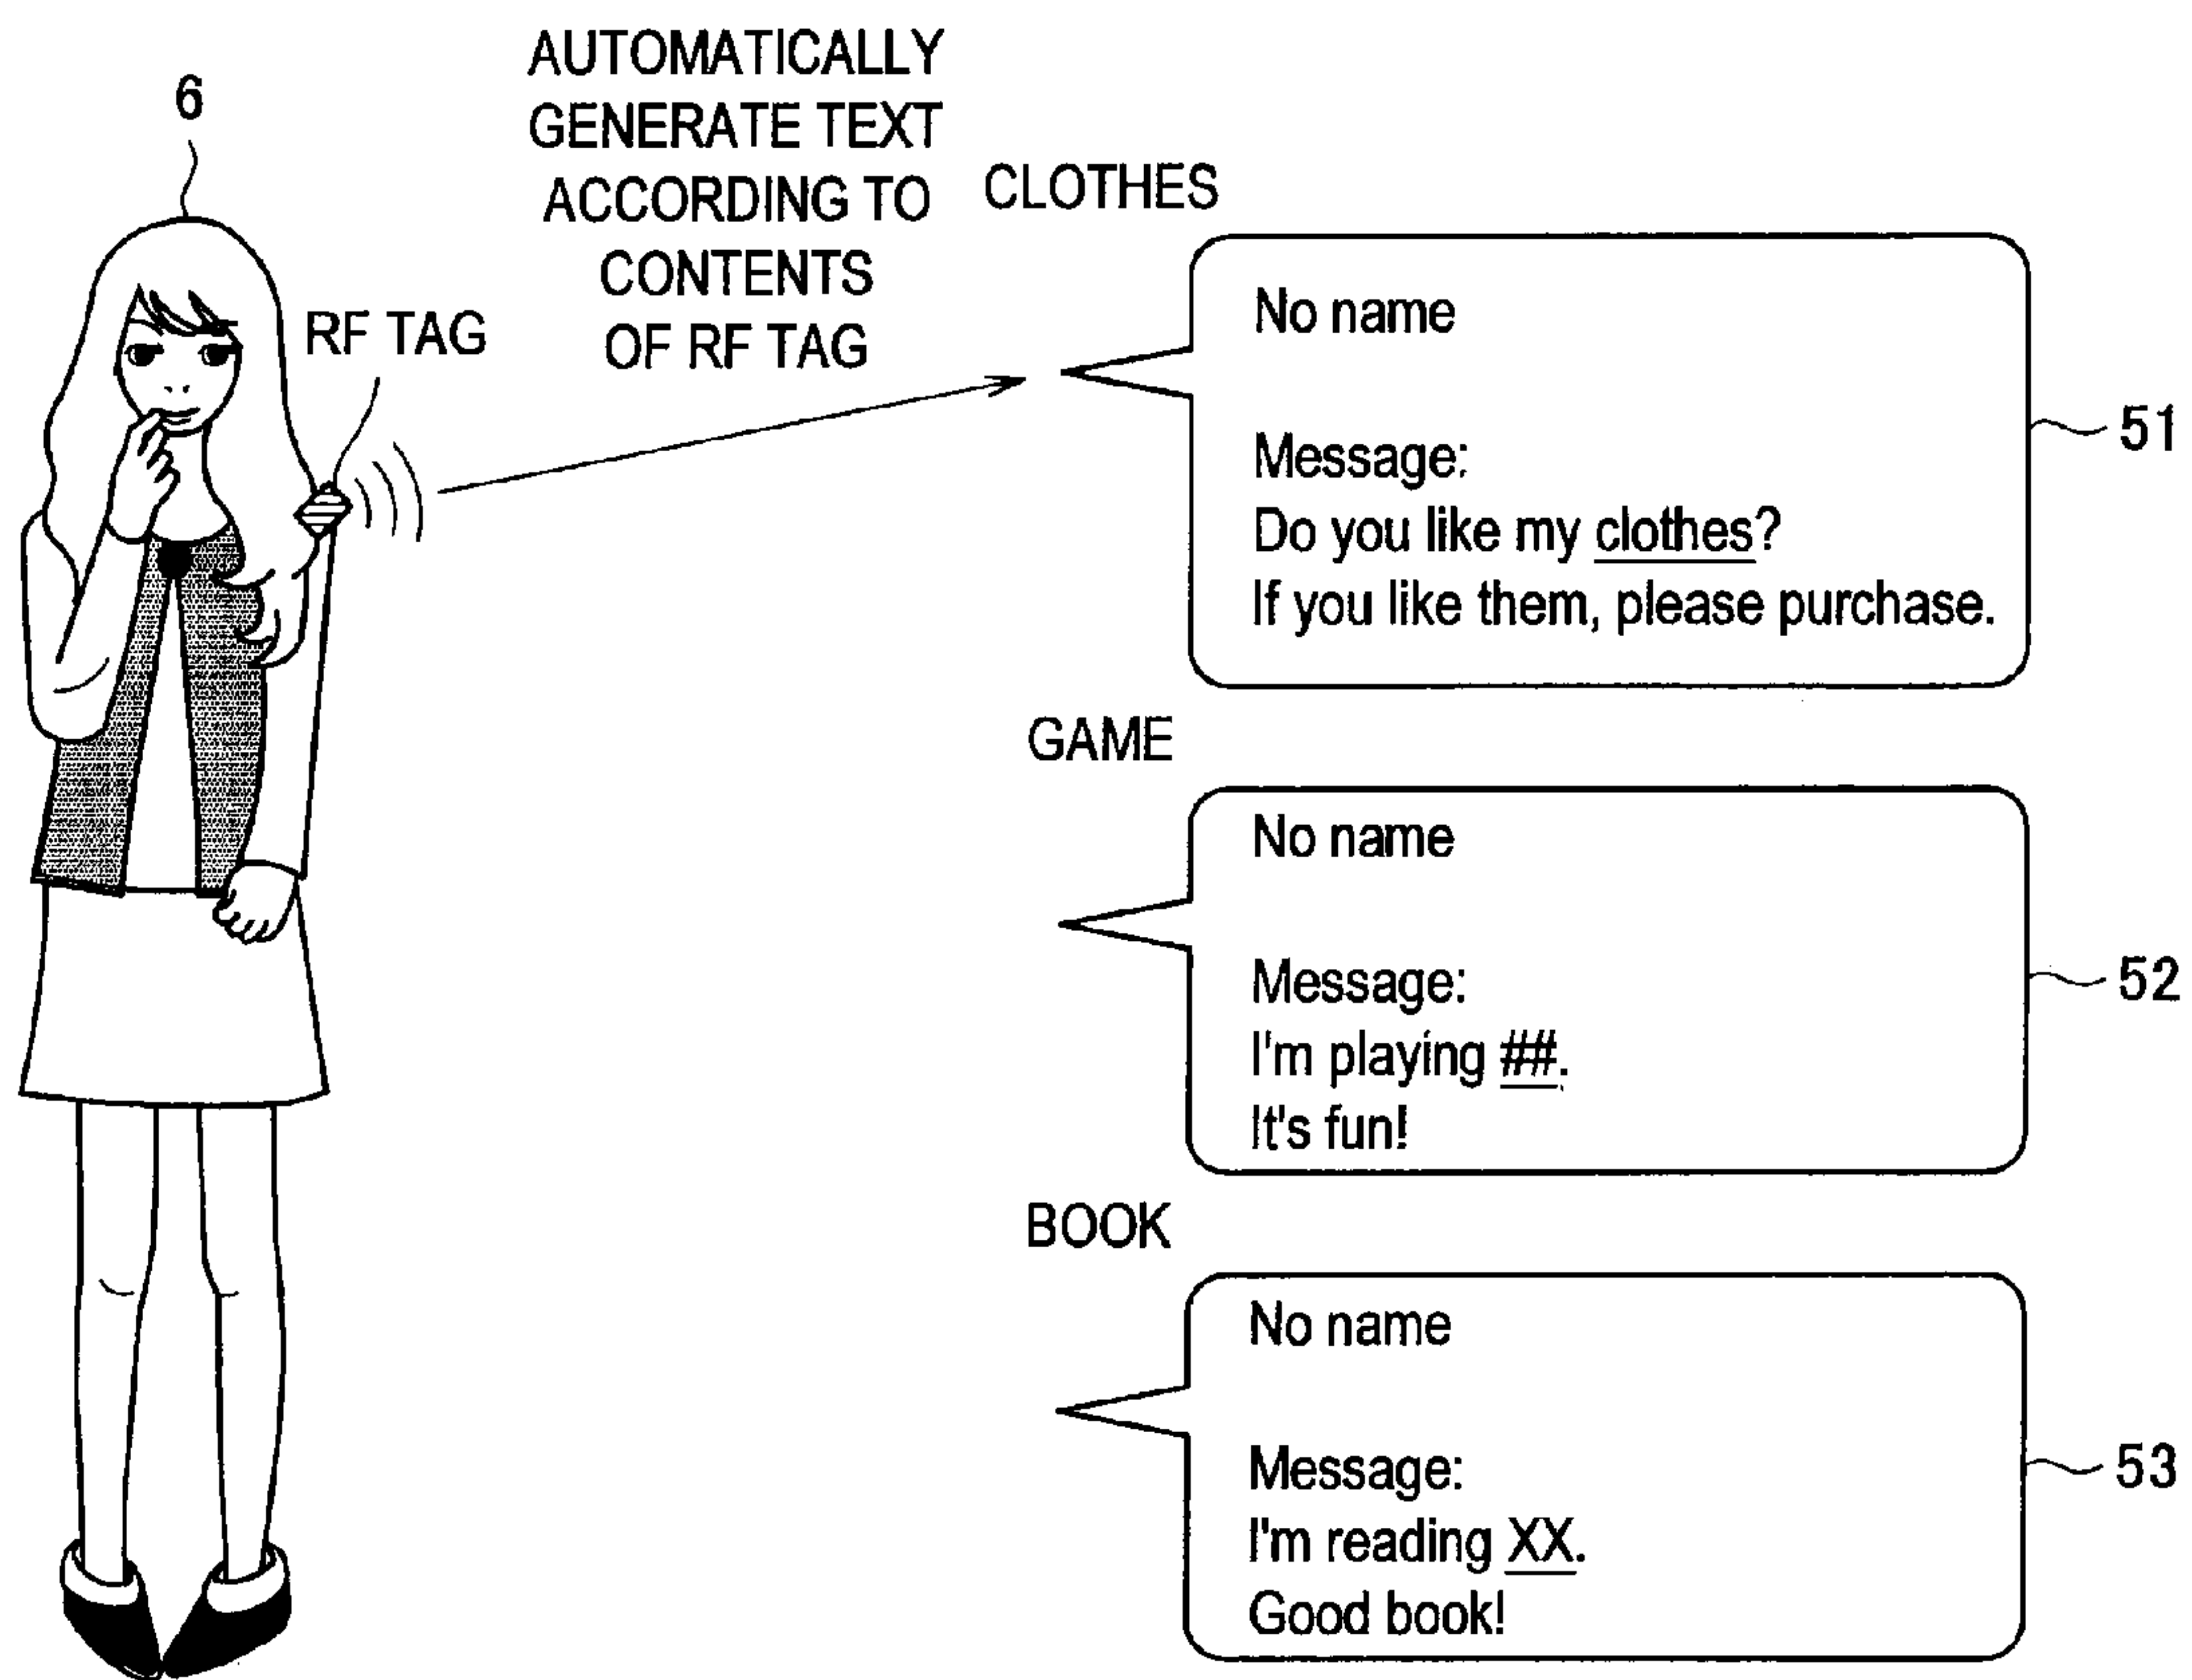 6
AUTOMATICALLY
GENERATE TEXT
ACCORDING TO
CONTENTS
OF RF TAG
RF TAG
CLOTHES
No name
Message:
Do you like my clothes?
If you like them, please purchase.
51
GAME
No name
Message:
I'm playing ##.
It's fun!
52
BOOK
No name
Message:
I'm reading XX.
Good book!
53